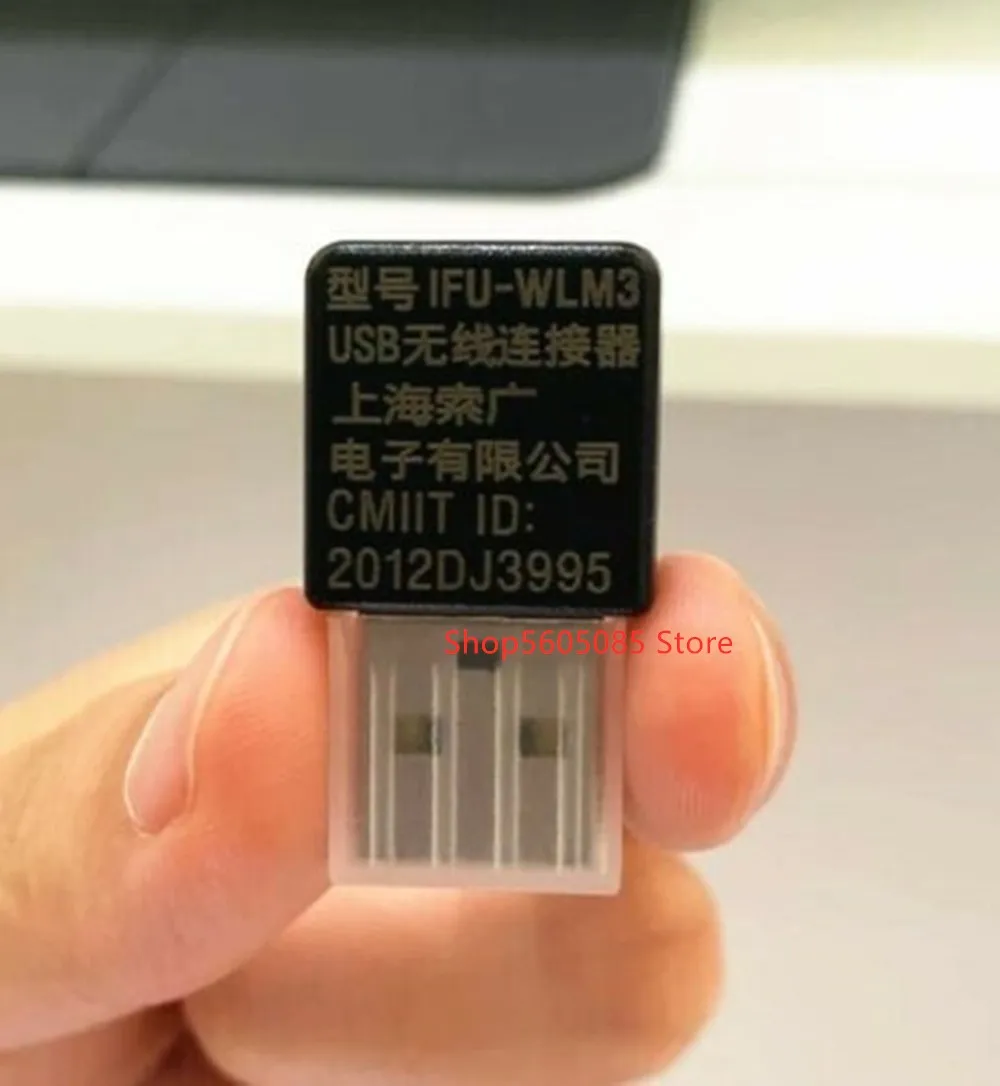 型号 IFU-WLM3
USB无线连接器
上海索广
电子有限公司
CMIIT ID:
2012DJ3995
Shop5605085 Store